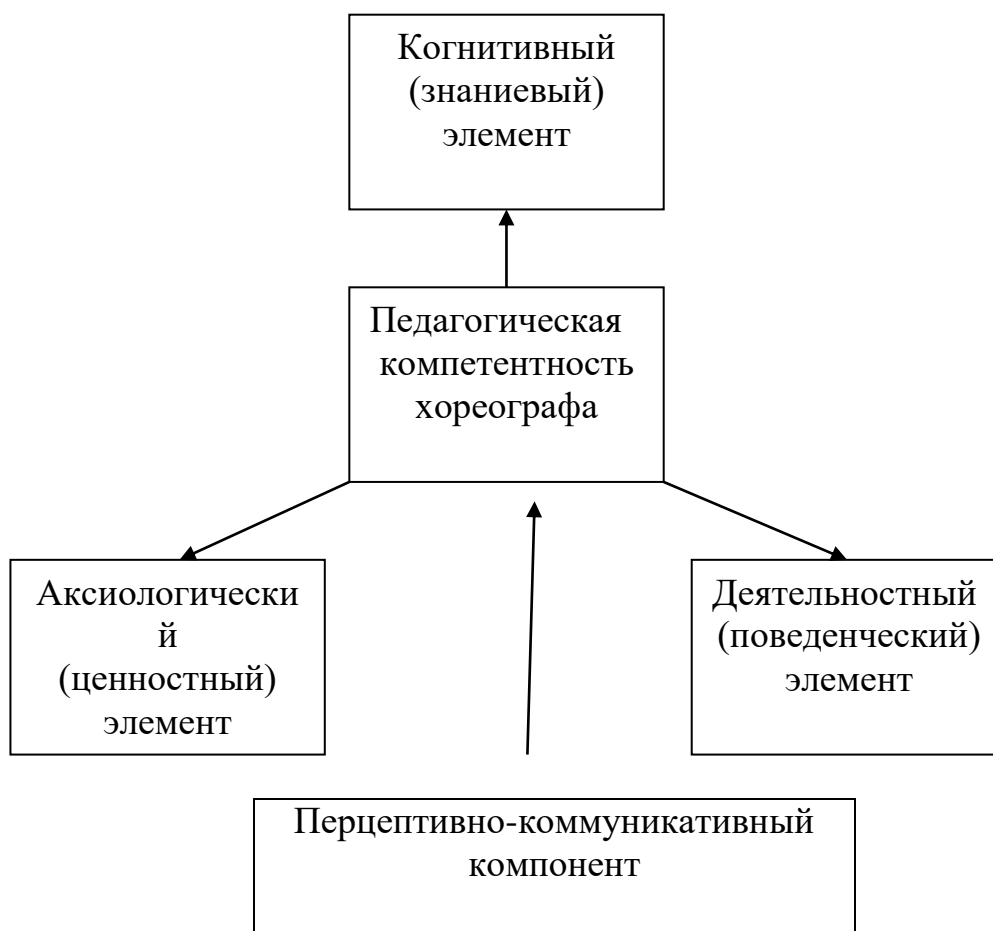 Когнитивный
(знаниевый)
элемент
Педагогическая
компетентность
хореографа
Аксиологически
й
(ценностный)
элемент
Деятельностный
(поведенческий)
элемент
Перцептивно-коммуникативный
компонент